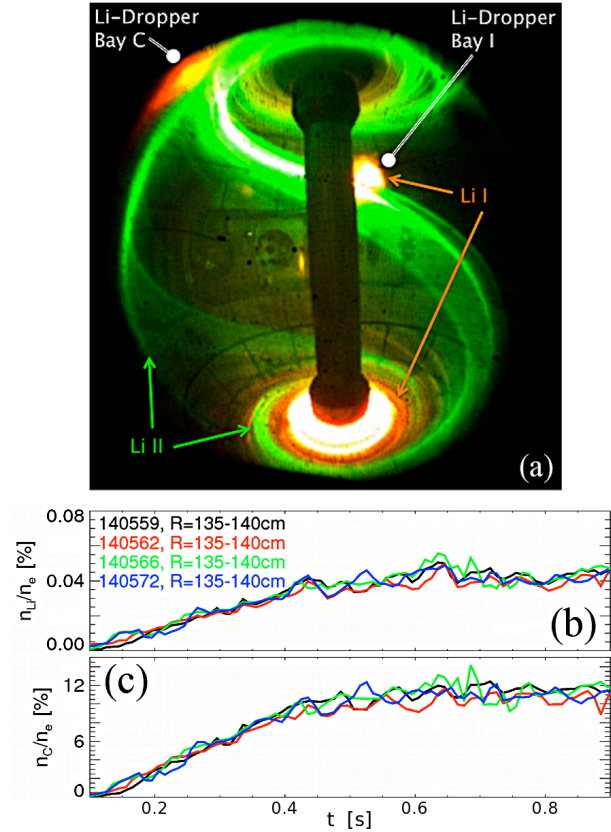 Li-Dropper
Bay C
Li-Dropper
Bay I
Li I
Li II
(a)
n_Li/n_e [%]
0.08
0.04
0.00
140559, R=135-140cm
140562, R=135-140cm
140566, R=135-140cm
140572, R=135-140cm
(b)
n_C/n_e [%]
12
6
0
(c)
0.2
0.4
0.6
0.8
t [s]